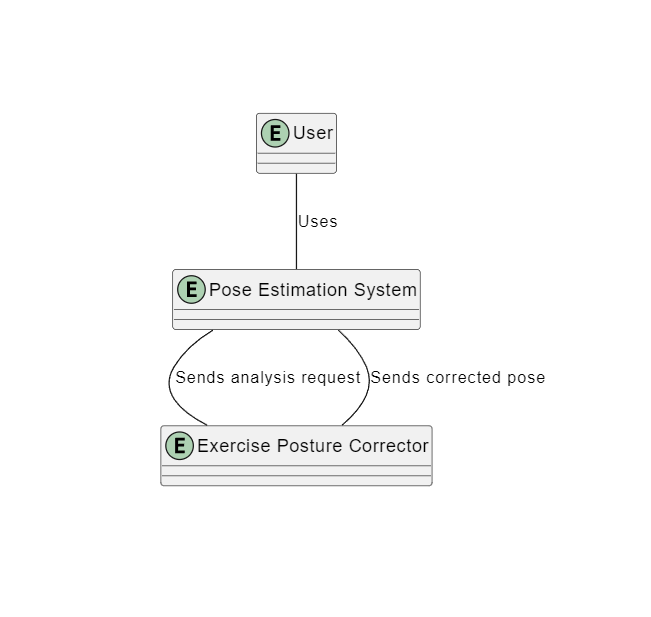 E User
Uses
E Pose Estimation System
Sends analysis request
Sends corrected pose
E Exercise Posture Corrector